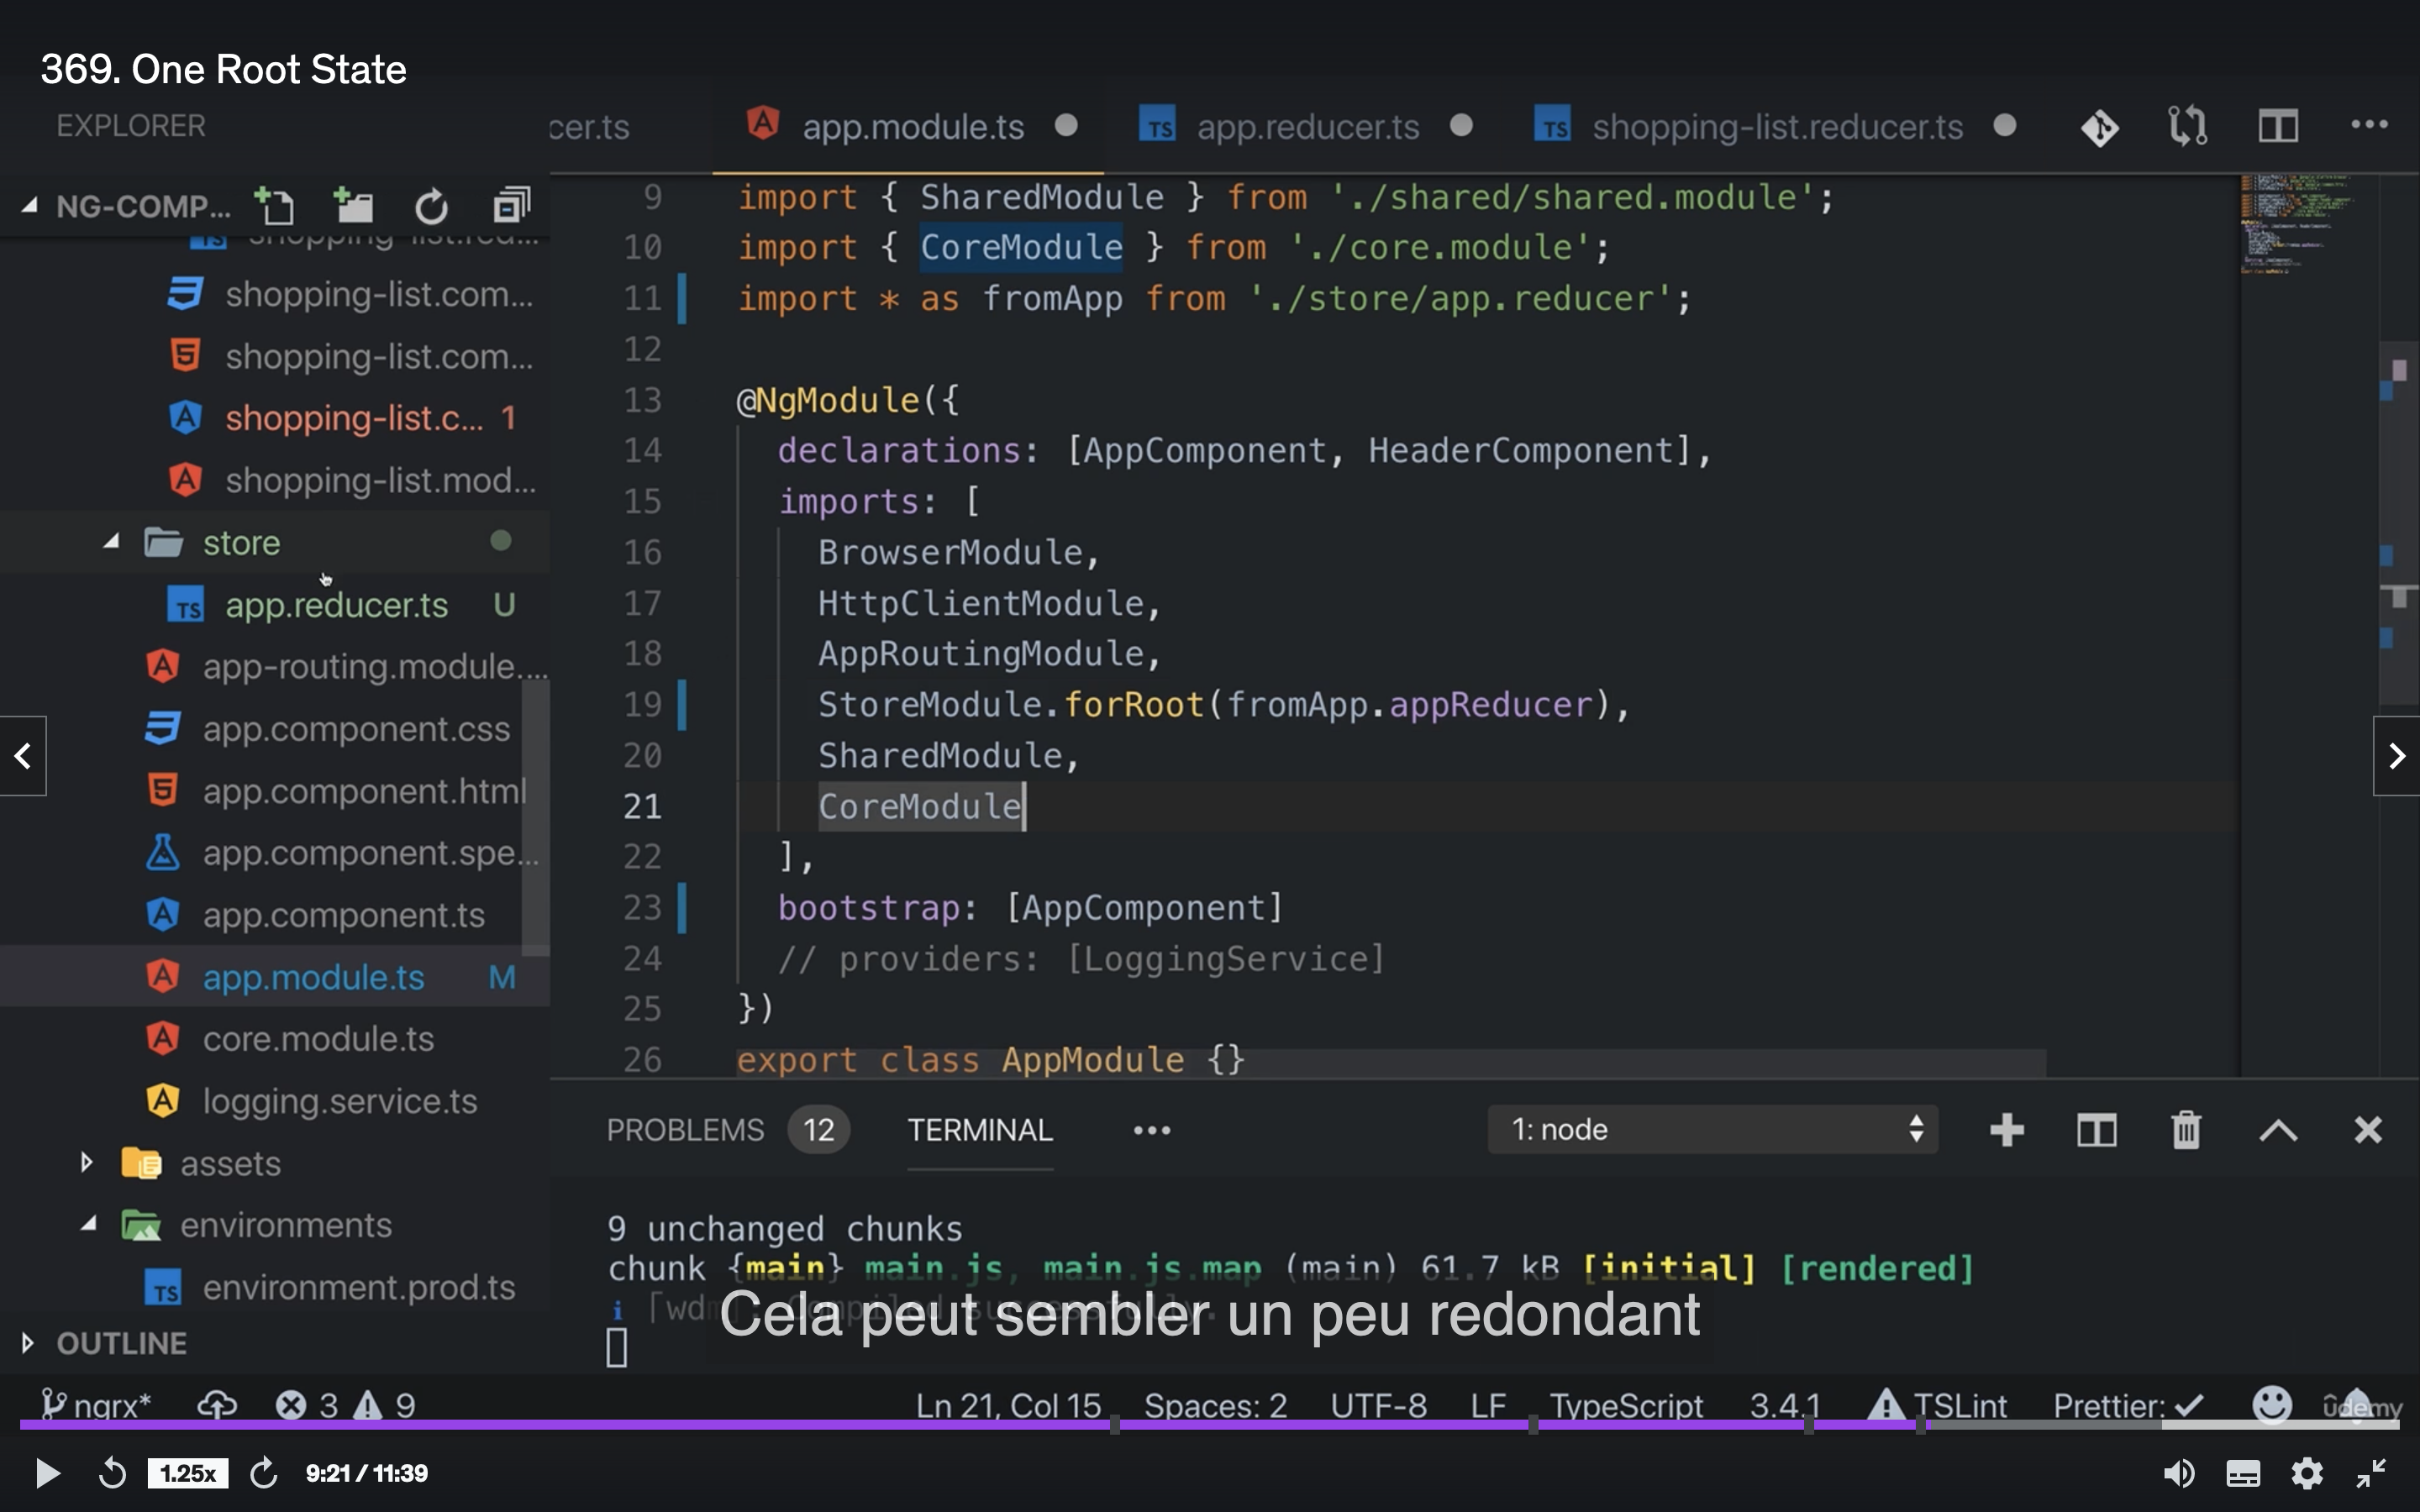 369. One Root State
EXPLORER
cer.ts
app.module.ts
app.reducer.ts
shopping-list.reducer.ts
NG-COMP...
shopping-list.red...
shopping-list.com...
shopping-list.com...
shopping-list.c... 1
shopping-list.mod...
store
app.reducer.ts U
app-routing.module....
app.component.css
app.component.html
app.component.spe...
app.component.ts
app.module.ts M
core.module.ts
logging.service.ts
assets
environments
environment.prod.ts
OUTLINE
9 import { SharedModule } from './shared/shared.module';
10 import { CoreModule } from './core.module';
11 import * as fromApp from './store/app.reducer';
12
13 @NgModule({
14 declarations: [AppComponent, HeaderComponent],
15 imports: [
16 BrowserModule,
17 HttpClientModule,
18 AppRoutingModule,
19 StoreModule.forRoot(fromApp.appReducer),
20 SharedModule,
21 CoreModule
22 ],
23 bootstrap: [AppComponent]
24 // providers: [LoggingService]
25 })
26 export class AppModule {}
PROBLEMS 12 TERMINAL ••• 1: node
9 unchanged chunks
chunk {main} main.js, main.js.map (main) 61.7 kB [initial] [rendered]
i ｢wdm｣: Compiled successfully.
Cela peut sembler un peu redondant
ngrx* 3 9 Ln 21, Col 15 Spaces: 2 UTF-8 LF TypeScript 3.4.1 TSLint Prettier: ✓
ûdemy
1.25x 9:21 / 11:39